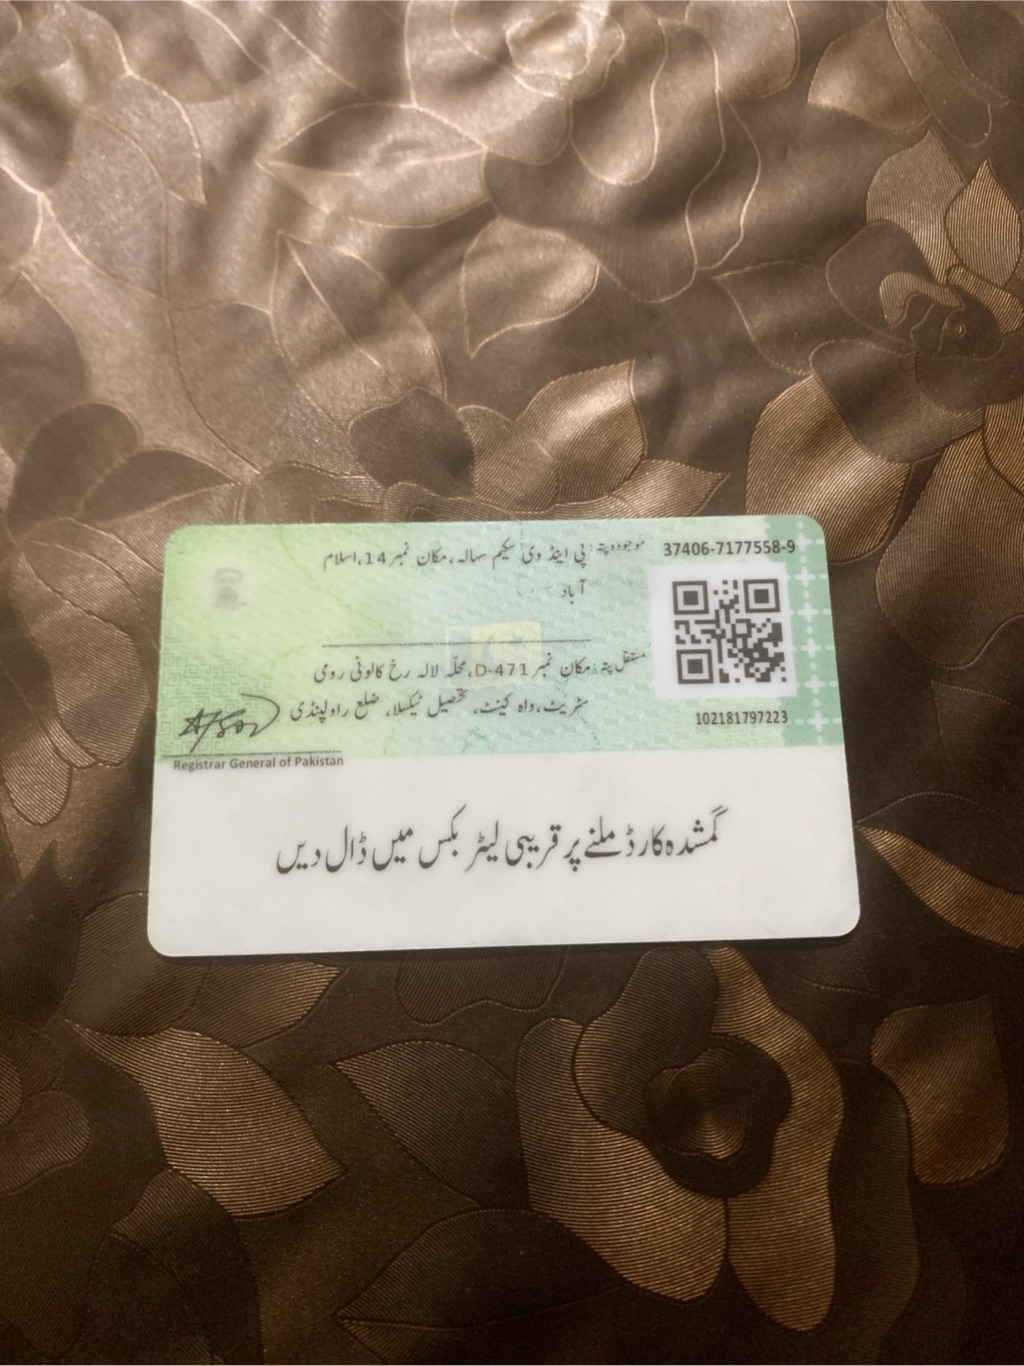 موجودہ پتہ: پی اینڈ وی سکیم سہالہ، مکان نمبر 14، اسلام
آباد
37406-7177558-9
مستقل پتہ: مکان نمبر D-471، محلّہ لالہ رخ کالونی رومی
سٹریٹ، واہ کینٹ، تحصیل ٹیکسلا، ضلع راولپنڈی
102181797223
Registrar General of Pakistan
گمشدہ کارڈ ملنے پر قریبی لیٹر بکس میں ڈال دیں